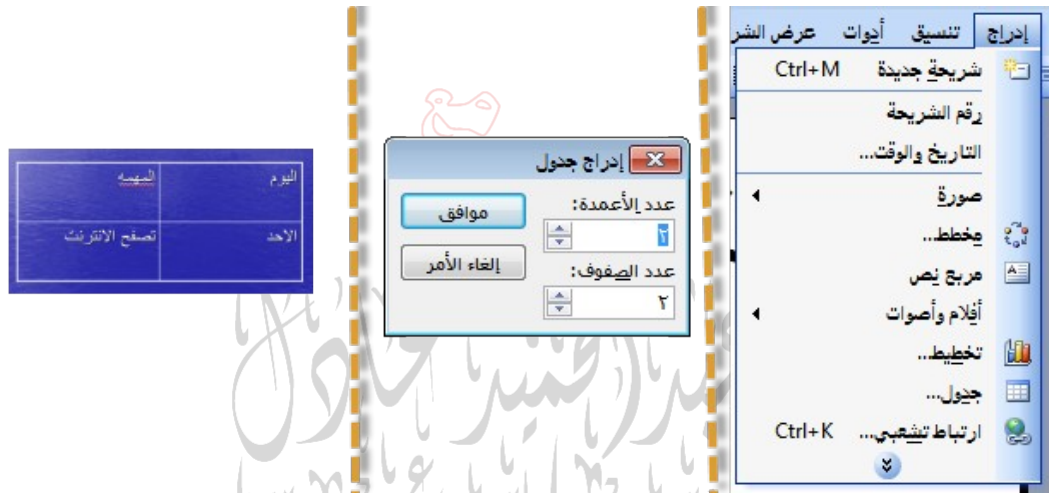 إدراج تنسيق أدوات عرض الشر
شريحة جديدة Ctrl+M
رقم الشريحة
التاريخ والوقت...
صورة
مخطط...
مربع نص
أفلام وأصوات
تخطيط...
جدول...
ارتباط تشعبي... Ctrl+K
إدراج جدول
عدد الأعمدة:
٢
عدد الصفوف:
٢
موافق
إلغاء الأمر
اليوم المهمه
الاحد تصفح الانترنت